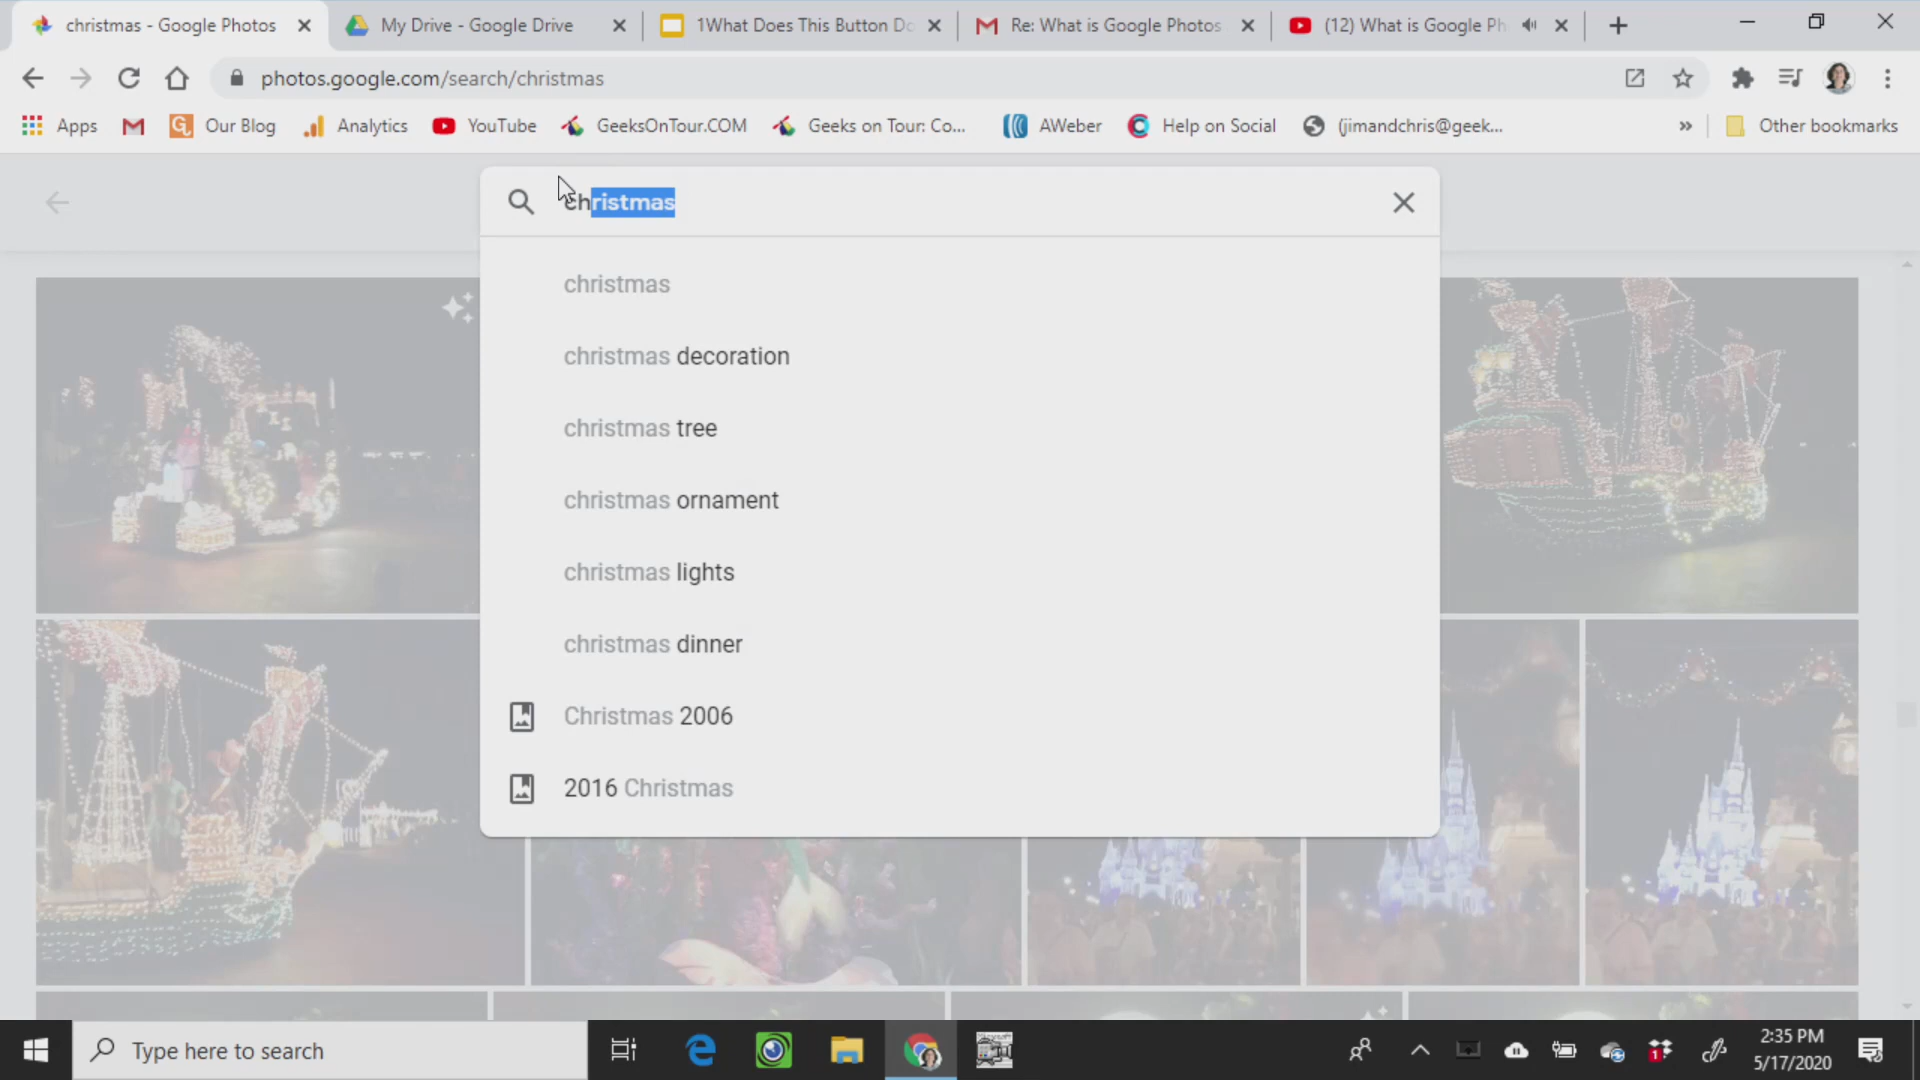 christmas - Google Photos
My Drive - Google Drive
1What Does This Button Do
Re: What is Google Photos
(12) What is Google Ph
photos.google.com/search/christmas
Apps
Our Blog
Analytics
YouTube
GeeksOnTour.COM
Geeks on Tour: Co...
AWeber
Help on Social
(jimandchris@geek...
»
Other bookmarks
christmas
christmas
christmas decoration
christmas tree
christmas ornament
christmas lights
christmas dinner
Christmas 2006
2016 Christmas
Type here to search
1
2:35 PM
5/17/2020